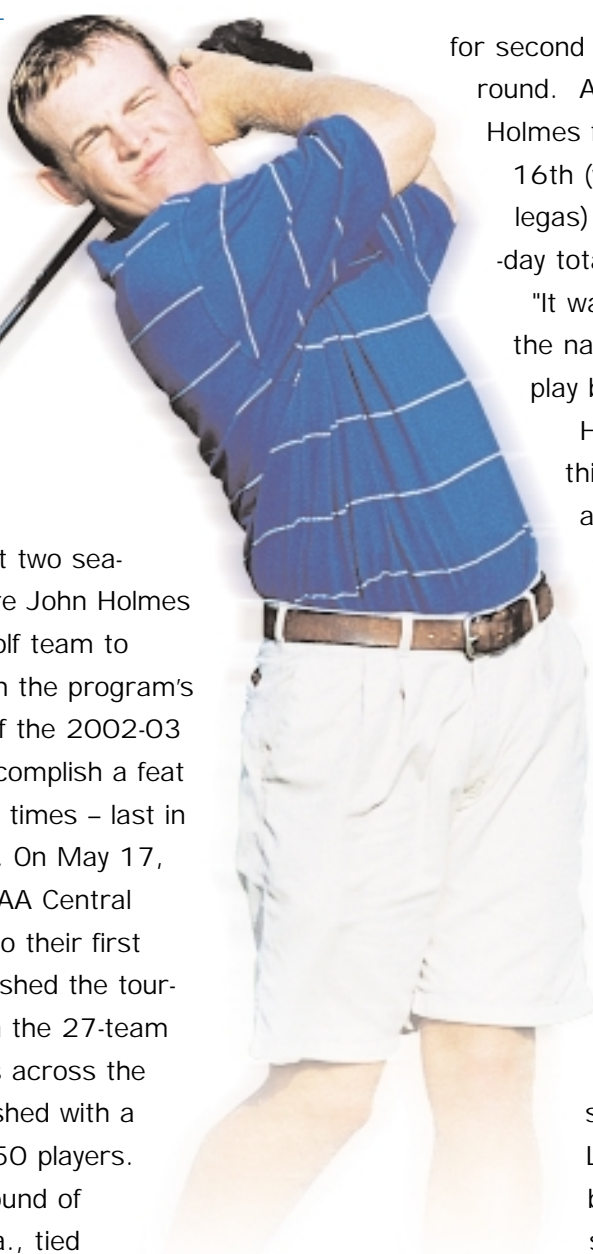 t two sea-
re John Holmes
olf team to
n the program's
f the 2002-03
complish a feat
times – last in
. On May 17,
AA Central
o their first
shed the tour-
the 27-team
s across the
shed with a
50 players.
und of
a., tied
for second
round. A
Holmes f
16th (
legas)
-day tota
"It wa
the na
play b
H
thi
a
s
L
b
s